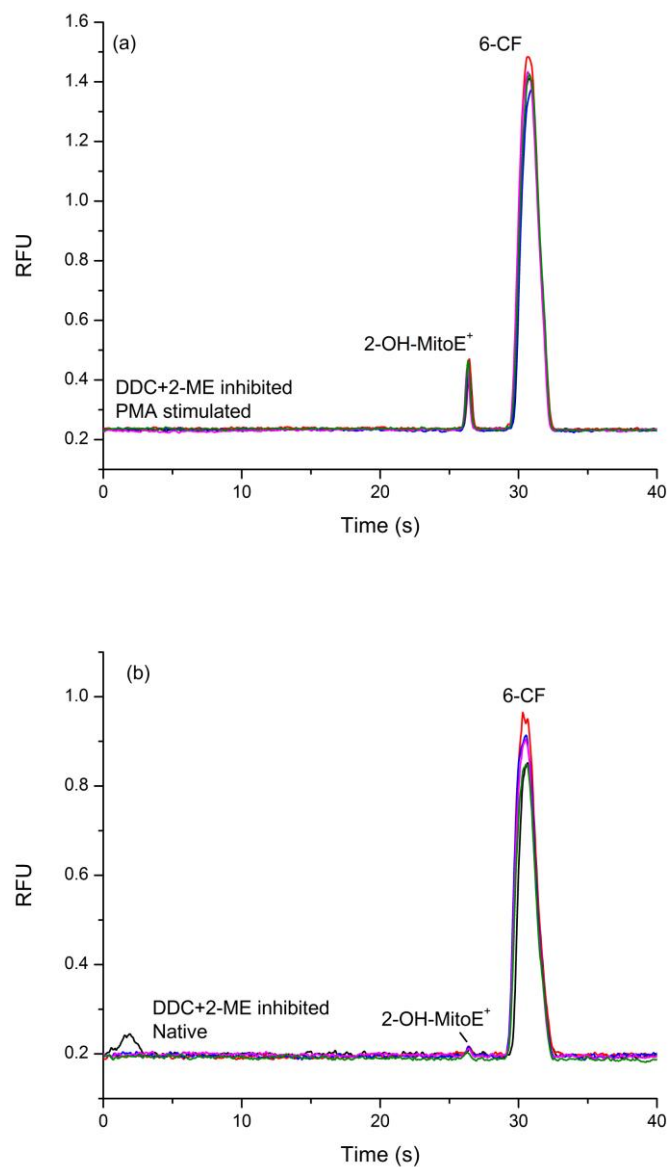 (a)
6-CF
1.6
1.4
1.2
1.0
0.8
0.6
0.4
0.2
RFU
2-OH-MitoE⁺
DDC+2-ME inhibited
PMA stimulated
0
10
20
30
40
Time (s)
(b)
6-CF
1.0
0.8
0.6
0.4
0.2
RFU
DDC+2-ME inhibited
Native
2-OH-MitoE⁺
0
10
20
30
40
Time (s)